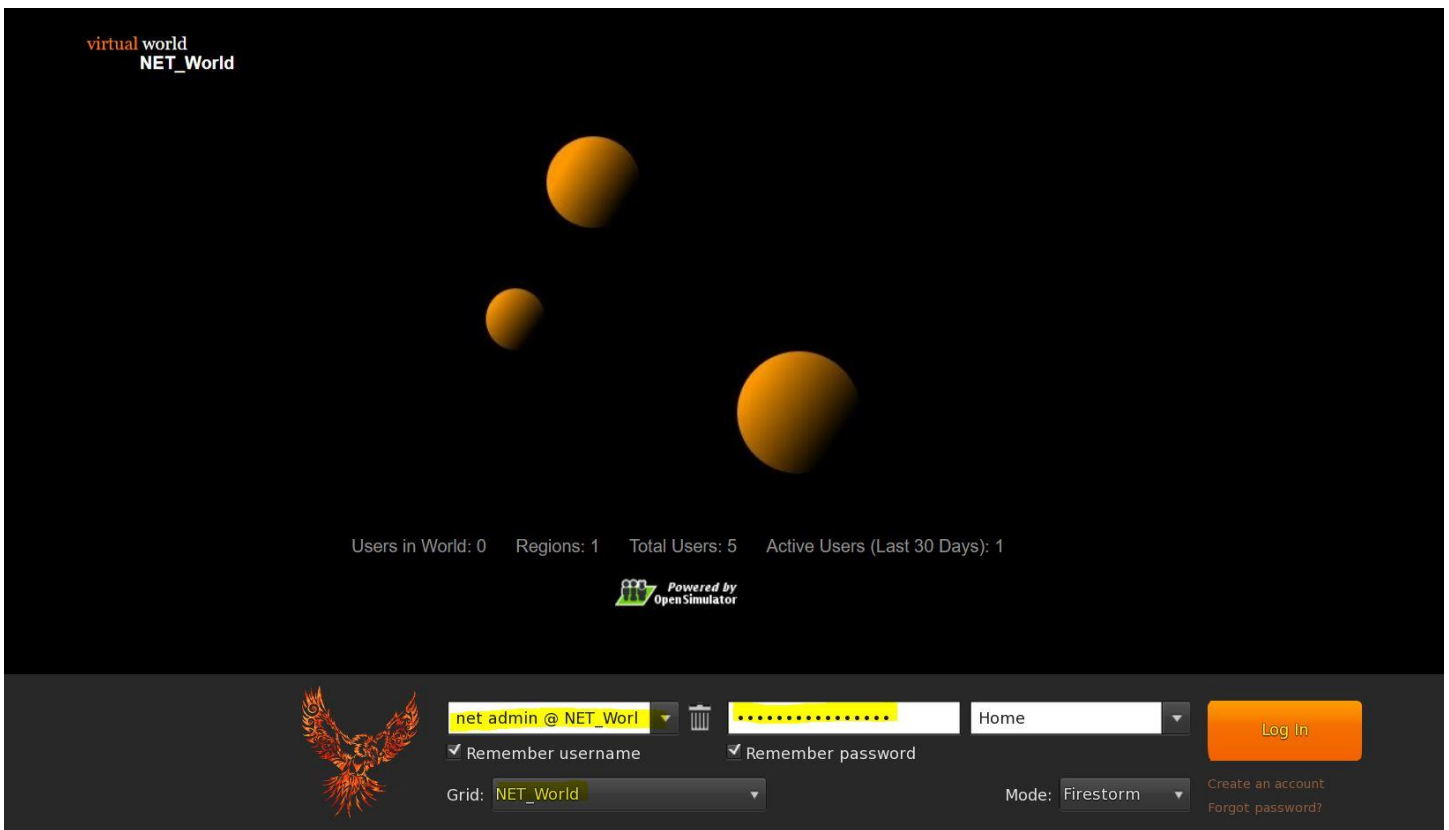 virtual world
NET_World
Users in World: 0 Regions: 1 Total Users: 5 Active Users (Last 30 Days): 1
Powered by
OpenSimulator
net admin @ NET_Worl •••••••••••••••• Home Log In
Remember username Remember password
Grid: NET_World Mode: Firestorm Create an account
Forgot password?